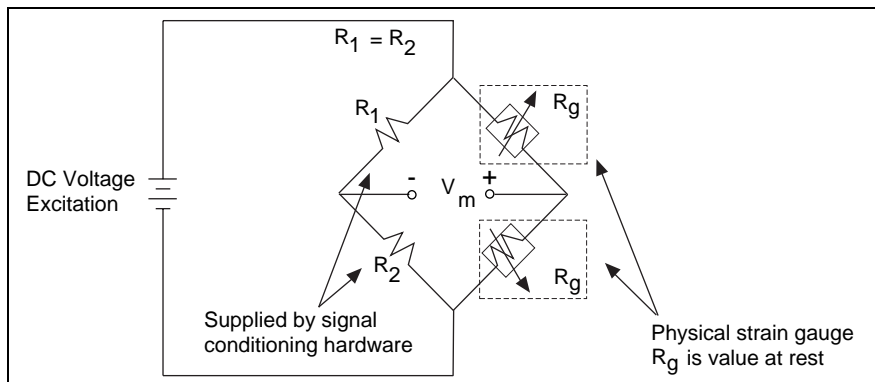 R1 = R2
R1
Rg
DC Voltage
Excitation
- Vm +
R2
Rg
Supplied by signal
conditioning hardware
Physical strain gauge
Rg is value at rest